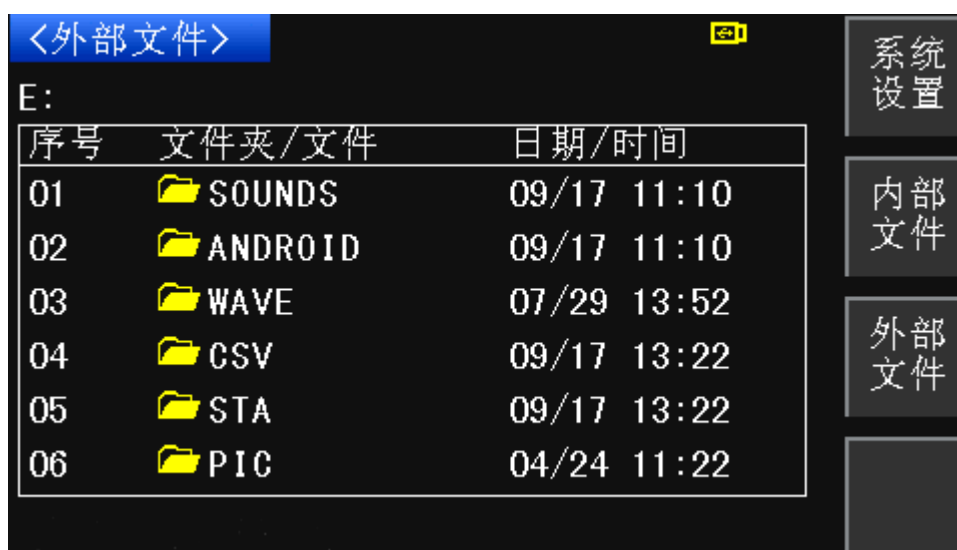 <外部文件>
E:
序号 文件夹/文件 日期/时间
01 SOUNDS 09/17 11:10
02 ANDROID 09/17 11:10
03 WAVE 07/29 13:52
04 CSV 09/17 13:22
05 STA 09/17 13:22
06 PIC 04/24 11:22
系统
设置
内部
文件
外部
文件